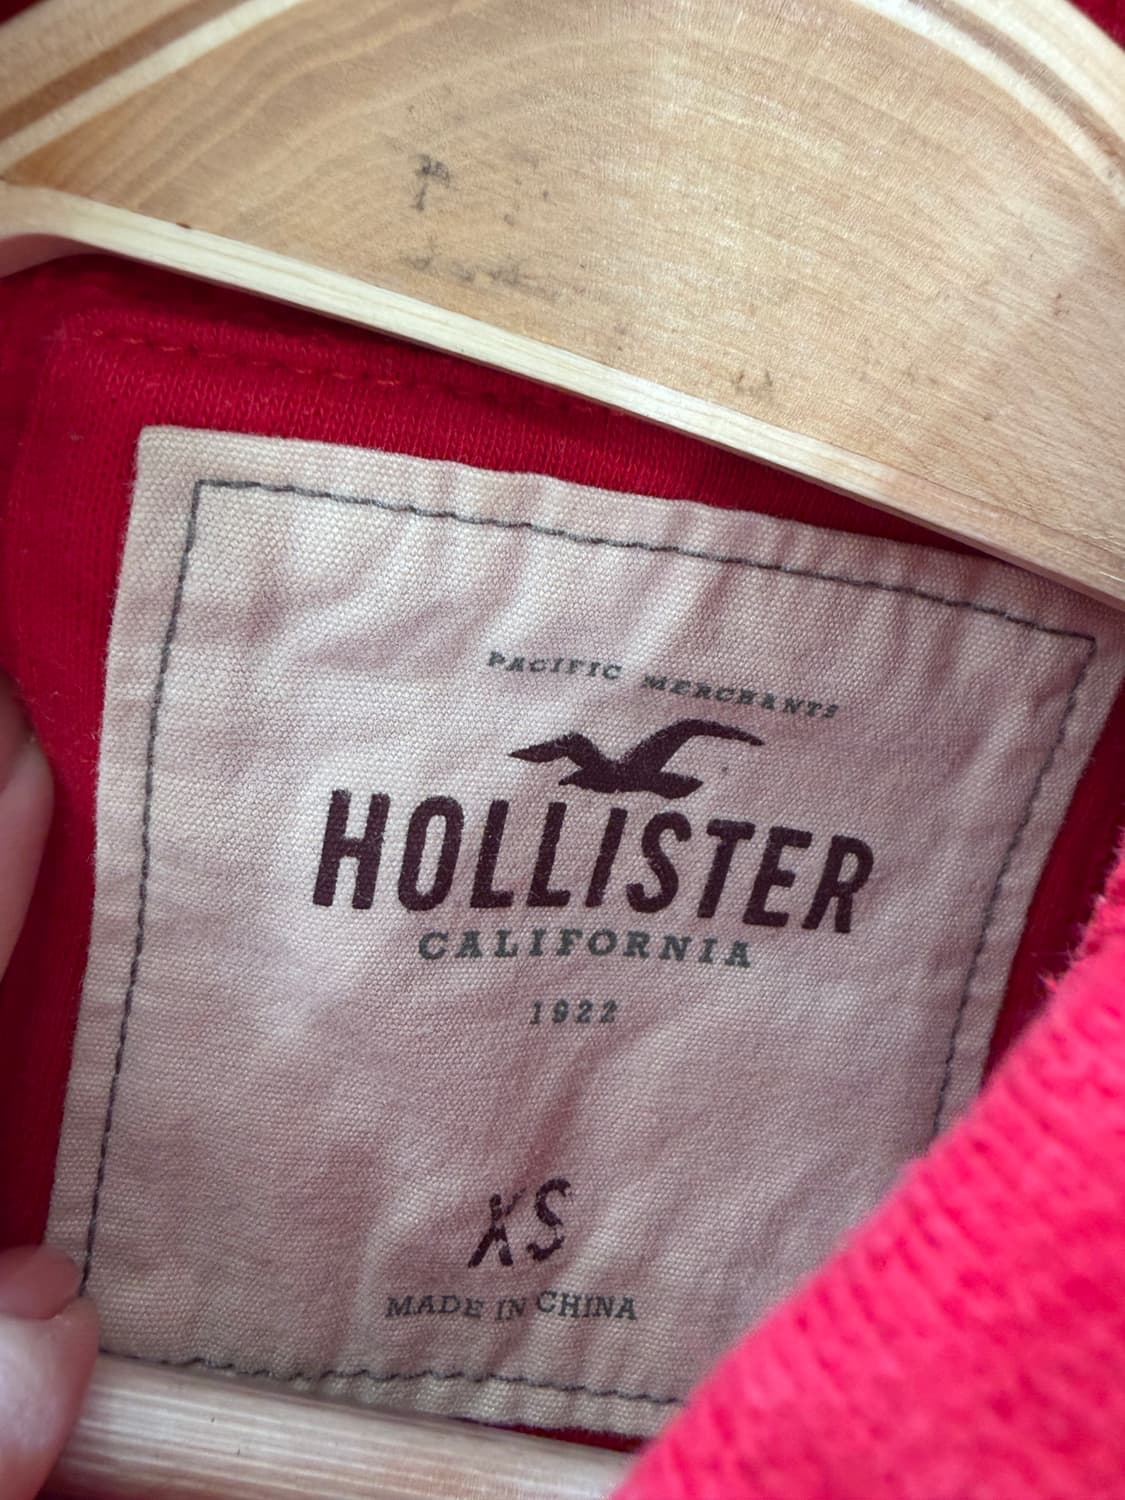 PACIFIC MERCHANTS
HOLLISTER
CALIFORNIA
1922
XS
MADE IN CHINA